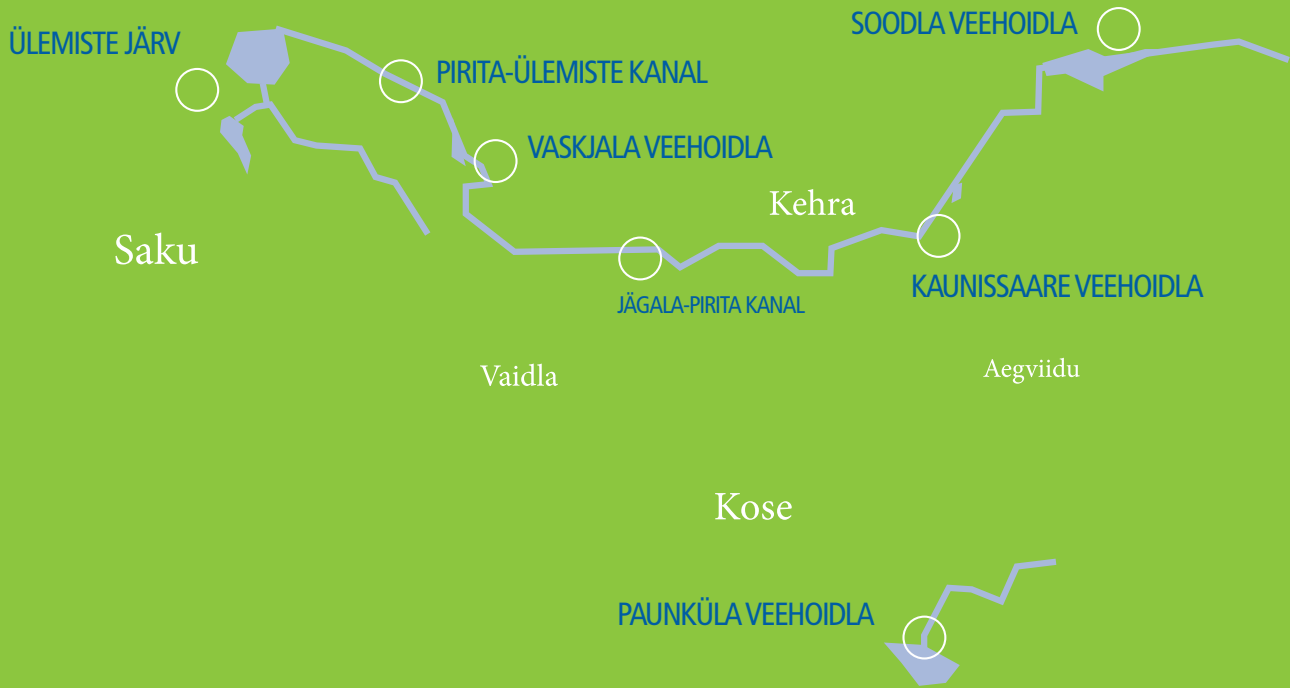 SOODLA VEEHOIDLA
ÜLEMISTE JÄRV
PIRITA-ÜLEMISTE KANAL
VASKJALA VEEHOIDLA
Kehra
Saku
KAUNISSAARE VEEHOIDLA
JÄGALA-PIRITA KANAL
Vaidla
Aegviidu
Kose
PAUNKÜLA VEEHOIDLA